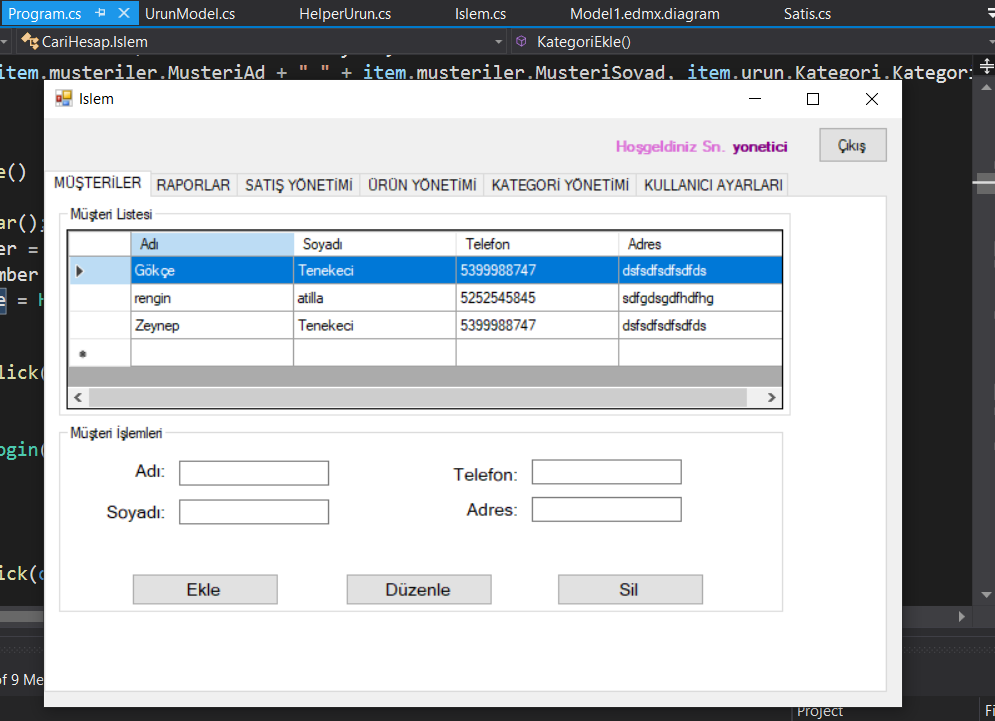 Program.cs UrunModel.cs HelperUrun.cs Islem.cs Model1.edmx.diagram Satis.cs
CariHesap.Islem KategoriEkle()
item.musteriler.MusteriAd + " " + item.musteriler.MusteriSoyad, item.urun.Kategori.Kategori
Islem
Hoşgeldiniz Sn. yonetici Çıkış
e()
MÜŞTERİLER RAPORLAR SATIŞ YÖNETİMİ ÜRÜN YÖNETİMİ KATEGORİ YÖNETİMİ KULLANICI AYARLARI
Müşteri Listesi
ar();
Adı Soyadı Telefon Adres
er =
Gökçe Tenekeci 5399988747 dsfsdfsdfsdfds
mber
rengin atilla 5252545845 sdfgdsgdfhdfhg
e = H
Zeynep Tenekeci 5399988747 dsfsdfsdfsdfds
*
lick(
Müşteri İşlemleri
ogin(
Adı: Telefon:
Soyadı: Adres:
ick(o
Ekle Düzenle Sil
of 9 Me
Project Fi